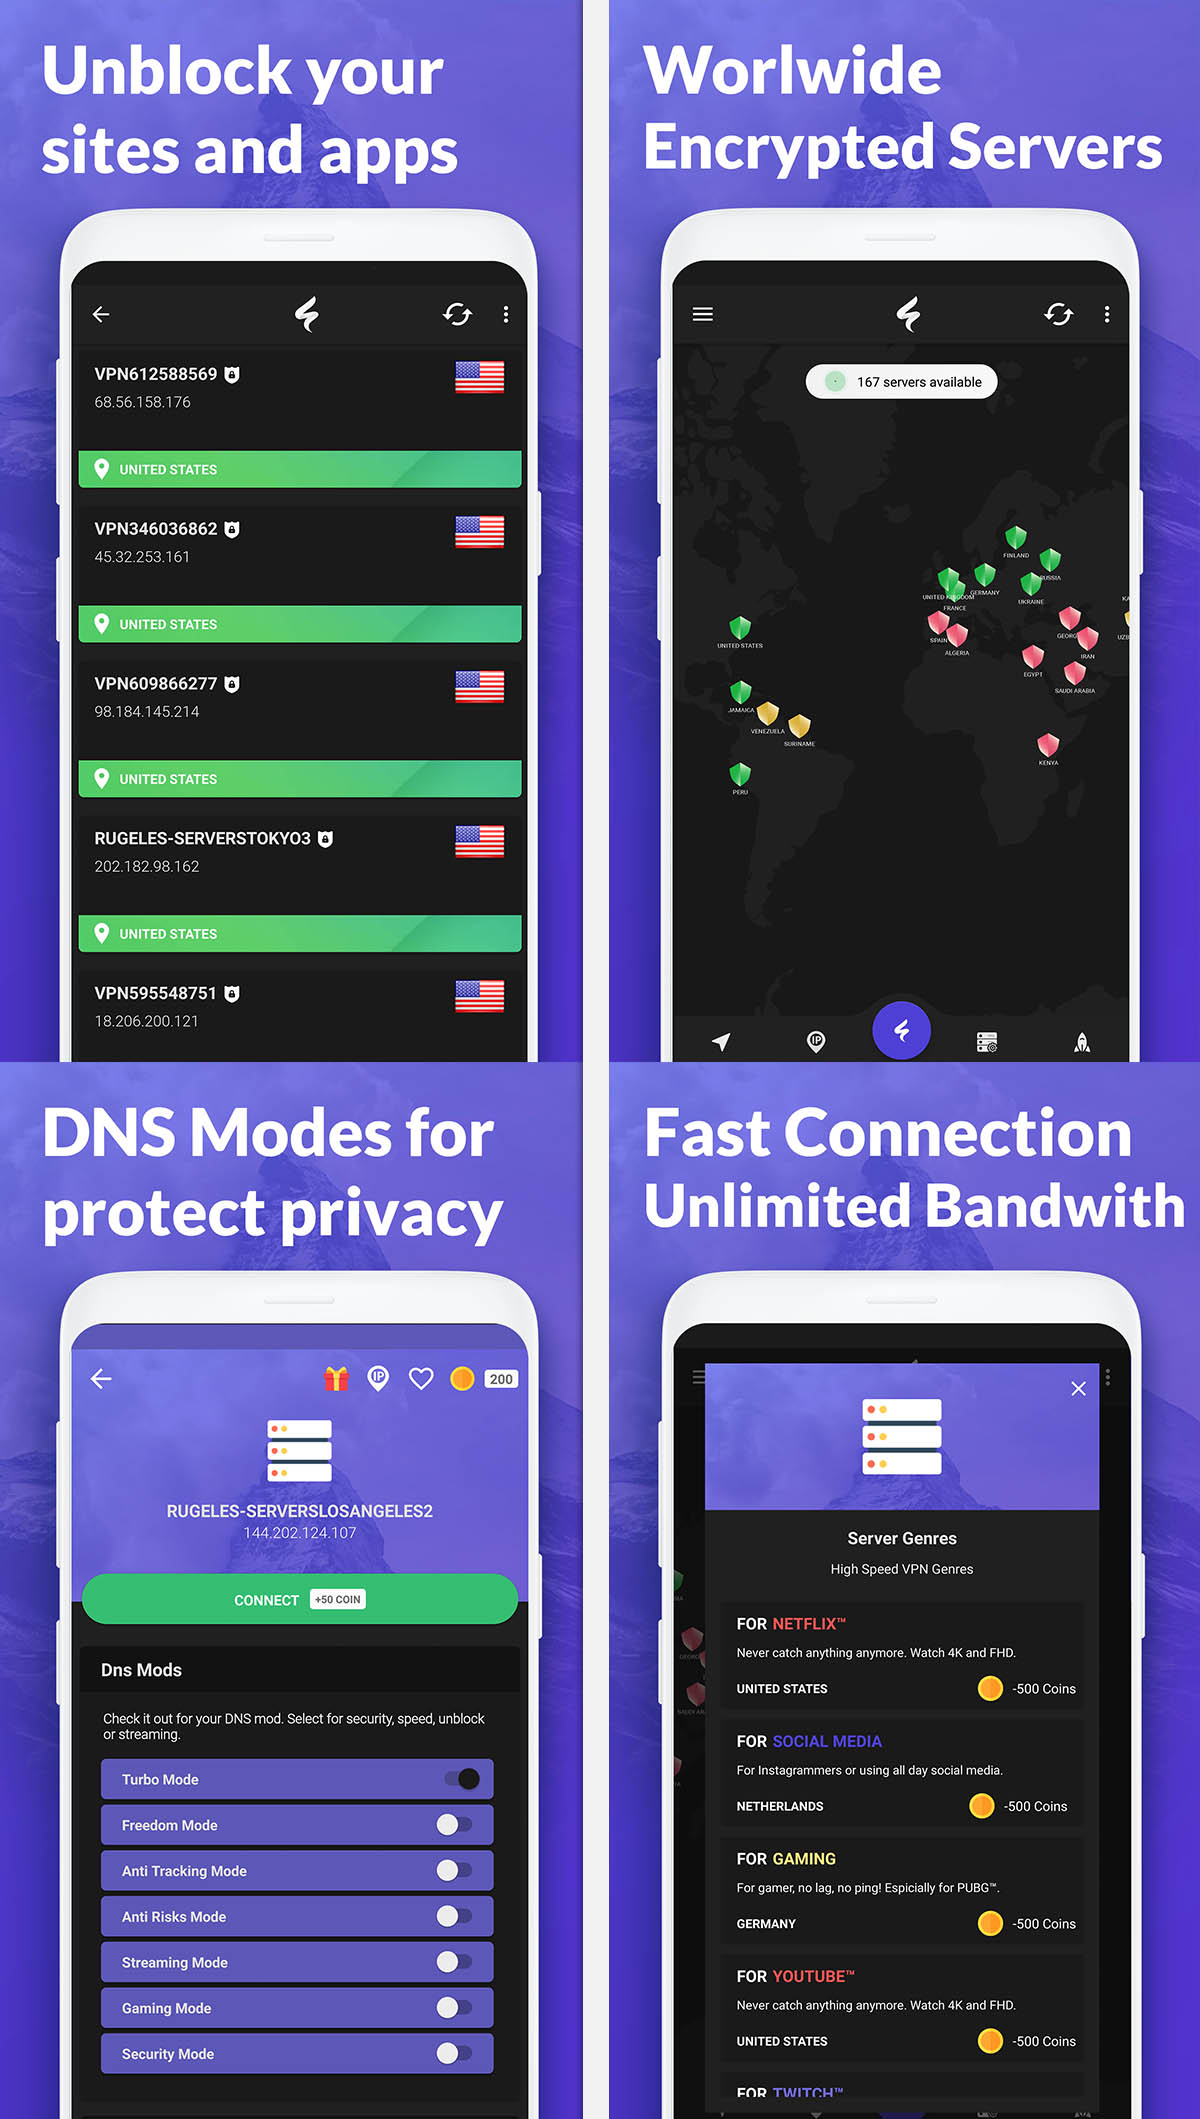 Unblock your
sites and apps
VPN612588569
68.56.158.176
UNITED STATES
VPN346036862
45.32.253.161
UNITED STATES
VPN609866277
98.184.145.214
UNITED STATES
RUGELES-SERVERSTOKYO3
202.182.98.162
UNITED STATES
VPN595548751
18.206.200.121
Worlwide
Encrypted Servers
167 servers available
FINLAND
RUSSIA
GERMANY
UNITED KINGDOM
UKRAINE
FRANCE
SPAIN
GEORG
ALGERIA
IRAN
UZB
KA
UNITED STATES
EGYPT
SAUDI ARABIA
JAMAICA
VENEZUELA
SURINAME
KENYA
PERU
IP
DNS Modes for
protect privacy
IP
200
RUGELES-SERVERSLOSANGELES2
144.202.124.107
CONNECT +50 COIN
Dns Mods
Check it out for your DNS mod. Select for security, speed, unblock
or streaming.
Turbo Mode
Freedom Mode
Anti Tracking Mode
Anti Risks Mode
Streaming Mode
Gaming Mode
Security Mode
Fast Connection
Unlimited Bandwith
Server Genres
High Speed VPN Genres
FOR NETFLIX™
Never catch anything anymore. Watch 4K and FHD.
UNITED STATES -500 Coins
FOR SOCIAL MEDIA
For Instagrammers or using all day social media.
NETHERLANDS -500 Coins
FOR GAMING
For gamer, no lag, no ping! Espicially for PUBG™.
GERMANY -500 Coins
FOR YOUTUBE™
Never catch anything anymore. Watch 4K and FHD.
UNITED STATES -500 Coins
FOR TWITCH™